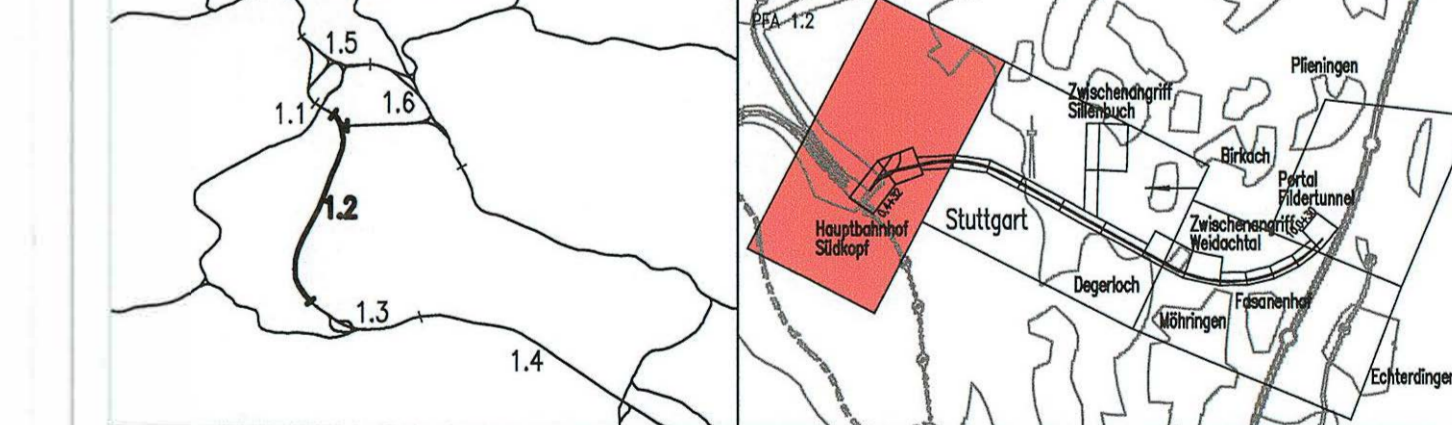 1.5
1.1
1.6
1.2
1.3
1.4
PFA 1.2
Plieningen
Zwischenangriff
Sillenbuch
Birkach
Portal
Fildertunnel
Hauptbahnhof
Südkopf
Stuttgart
Zwischenangriff
Weidachtal
Degerloch
Fasanenhof
Möhringen
Echterdingen